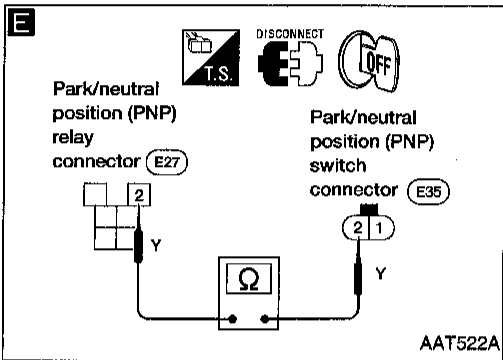 E
DISCONNECT
T.S.
OFF
Park/neutral
position (PNP)
relay
connector E27
Park/neutral
position (PNP)
switch
connector E35
2
2 1
Y
Y
Ω
AAT522A